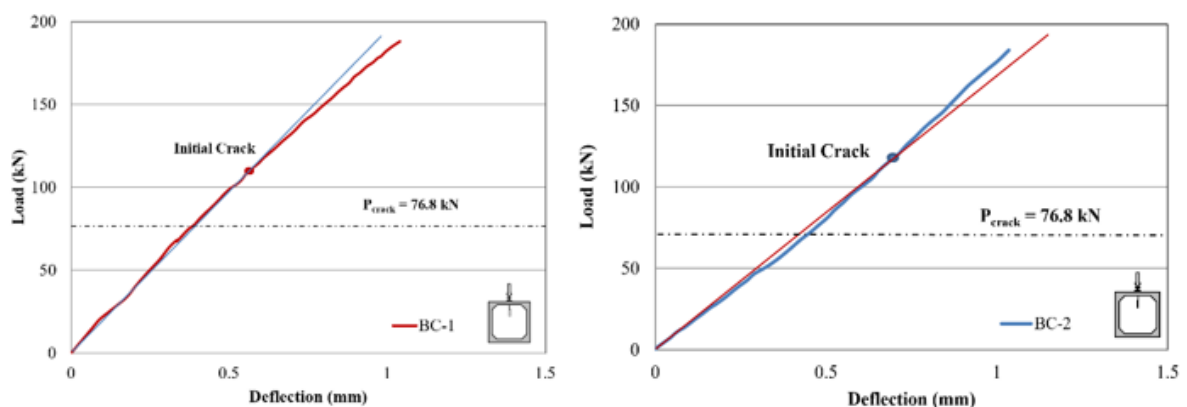 200
150
100
50
0
Load (kN)
Initial Crack
P_crack = 76.8 kN
BC-1
0
0.5
1
1.5
Deflection (mm)
200
150
100
50
0
Load (kN)
Initial Crack
P_crack = 76.8 kN
BC-2
0
0.5
1
1.5
Deflection (mm)